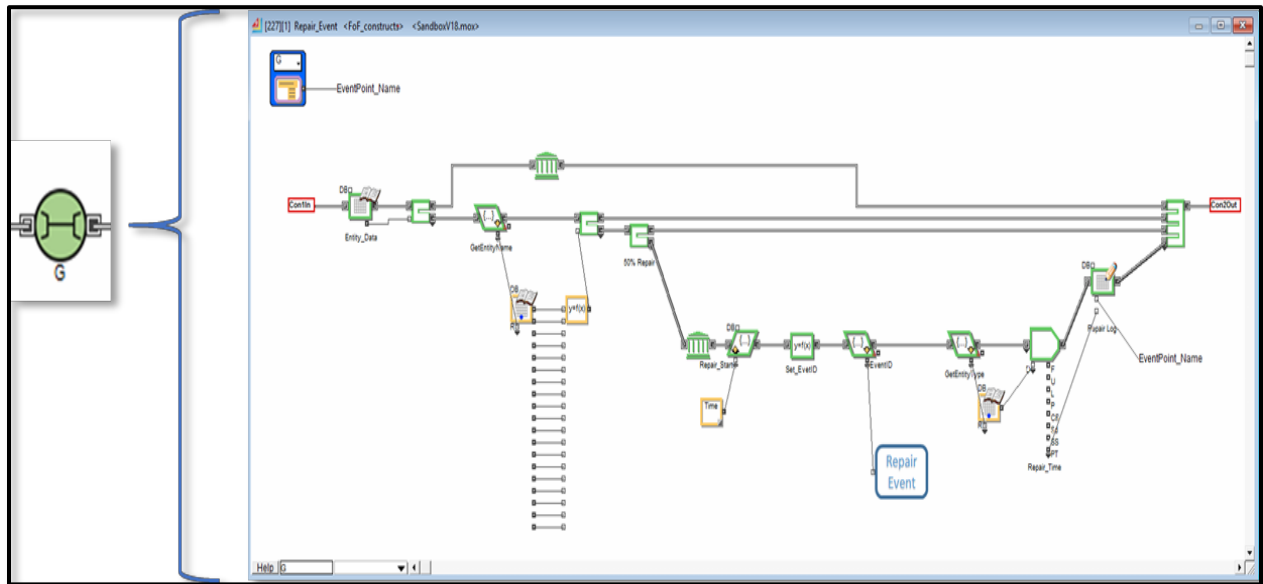 [227][1] Repair_Event <FoF_constructs> <SandboxV18.mox>
G
EventPoint_Name
DB
Con1In
Entity_Data
{...}
GetEntityName
DB
R
y=f(x)
50% Repair
Con2Out
DB
Repair Log
EventPoint_Name
DB
{...}
Repair_Start
Time
y=f(x)
Set_EvetID
{...}
EventID
Repair
Event
{...}
GetEntityType
DB
R
D
F
U
L
P
CS
SS
PT
Repair_Time
G
Help
G